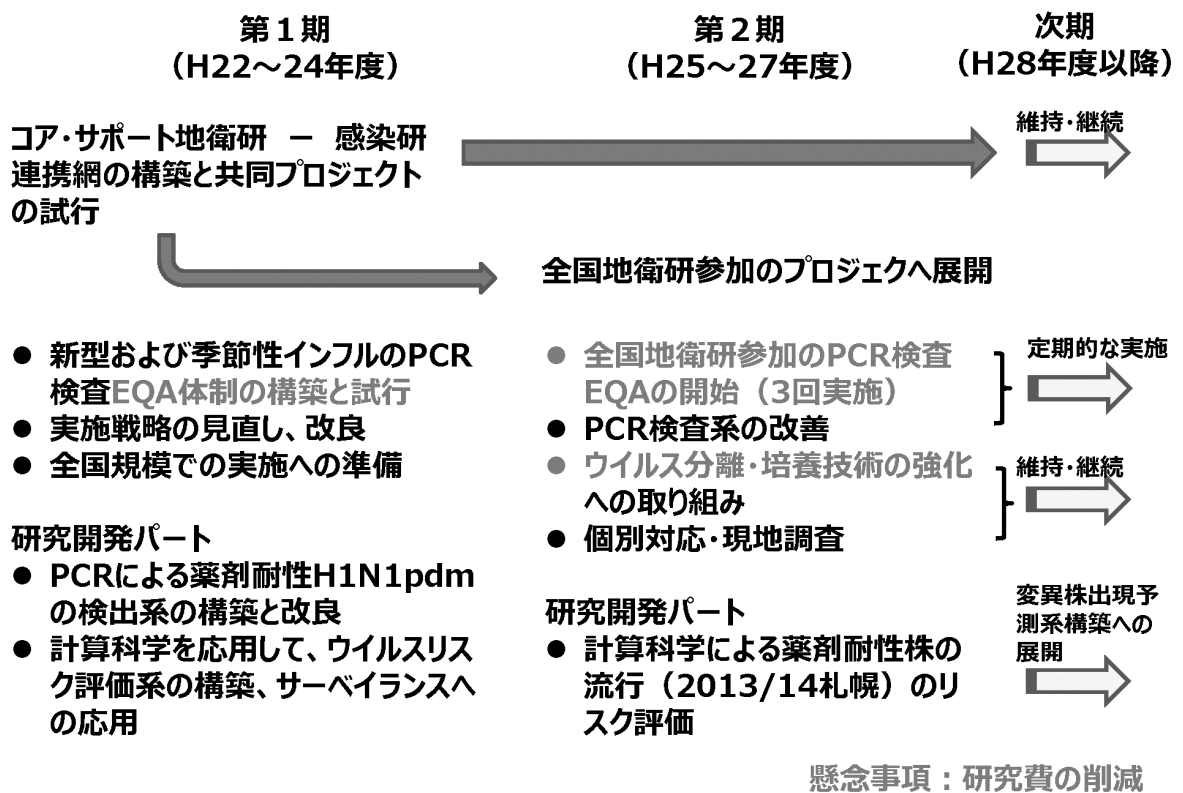 第１期
（H22～24年度）
第２期
（H25～27年度）
次期
（H28年度以降）
コア・サポート地衛研 － 感染研
連携網の構築と共同プロジェクト
の試行
維持・継続
全国地衛研参加のプロジェクへ展開
● 新型および季節性インフルのPCR
検査EQA体制の構築と試行
● 実施戦略の見直し、改良
● 全国規模での実施への準備
● 全国地衛研参加のPCR検査
EQAの開始（3回実施）
● PCR検査系の改善
● ウイルス分離・培養技術の強化
への取り組み
● 個別対応・現地調査
定期的な実施
維持・継続
研究開発パート
● PCRによる薬剤耐性H1N1pdm
の検出系の構築と改良
● 計算科学を応用して、ウイルスリス
ク評価系の構築、サーベイランスへ
の応用
研究開発パート
● 計算科学による薬剤耐性株の
流行（2013/14札幌）のリ
スク評価
変異株出現予
測系構築への
展開
懸念事項：研究費の削減